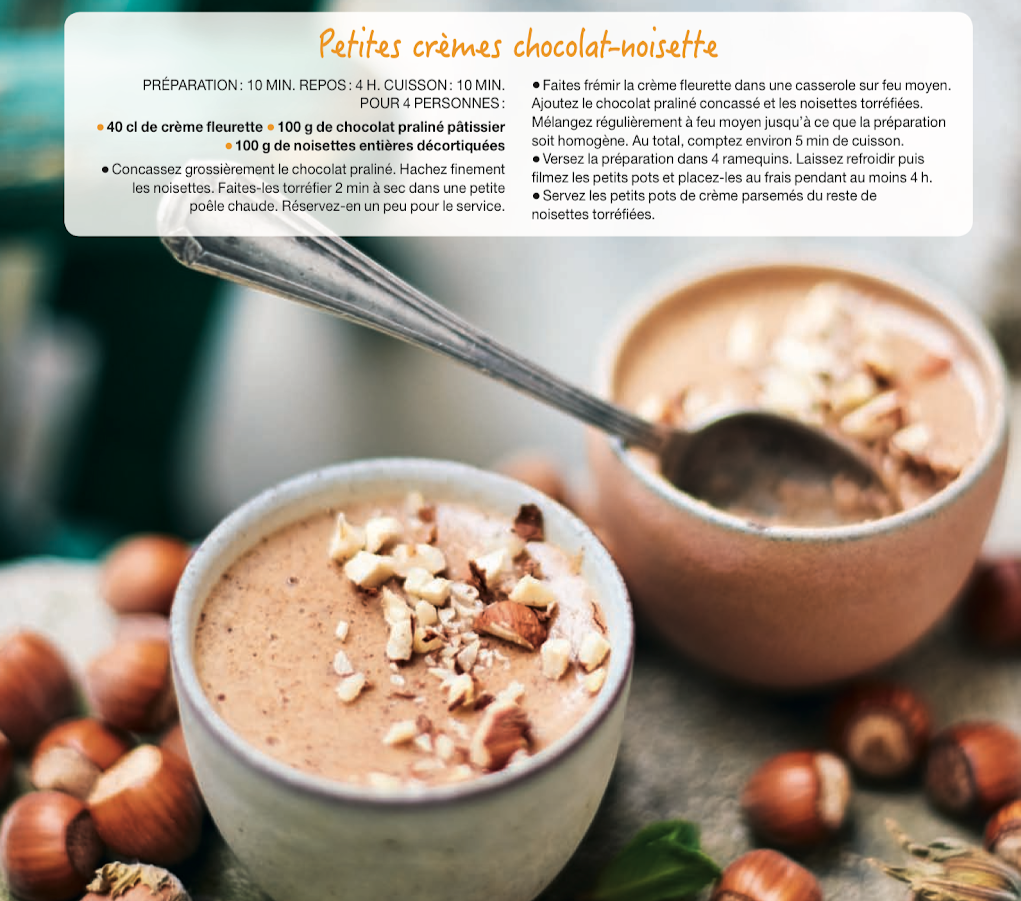 Petites crèmes chocolat-noisette
PRÉPARATION : 10 MIN. REPOS : 4 H. CUISSON : 10 MIN.
POUR 4 PERSONNES :
● 40 cl de crème fleurette ● 100 g de chocolat praliné pâtissier
● 100 g de noisettes entières décortiquées
● Concassez grossièrement le chocolat praliné. Hachez finement
les noisettes. Faites-les torréfier 2 min à sec dans une petite
poêle chaude. Réservez-en un peu pour le service.
● Faites frémir la crème fleurette dans une casserole sur feu moyen.
Ajoutez le chocolat praliné concassé et les noisettes torréfiées.
Mélangez régulièrement à feu moyen jusqu'à ce que la préparation
soit homogène. Au total, comptez environ 5 min de cuisson.
● Versez la préparation dans 4 ramequins. Laissez refroidir puis
filmez les petits pots et placez-les au frais pendant au moins 4 h.
● Servez les petits pots de crème parsemés du reste de
noisettes torréfiées.